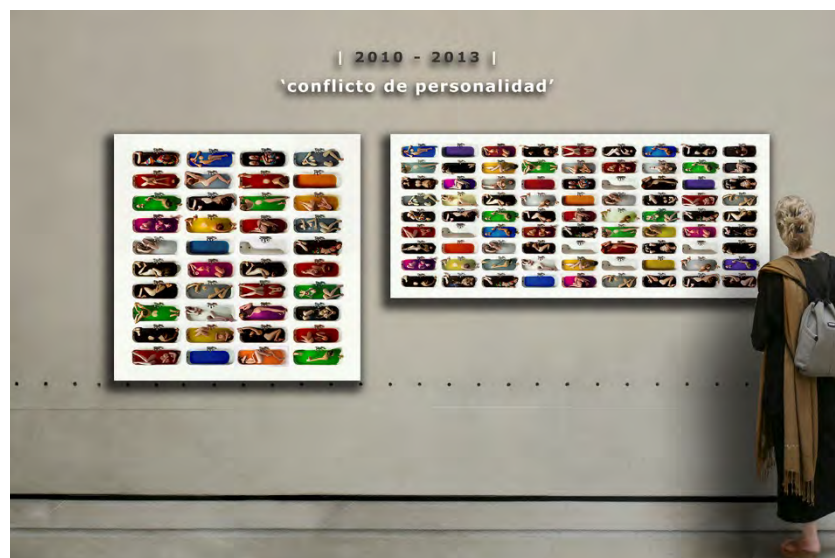 | 2010 - 2013 |
‘conflicto de personalidad’